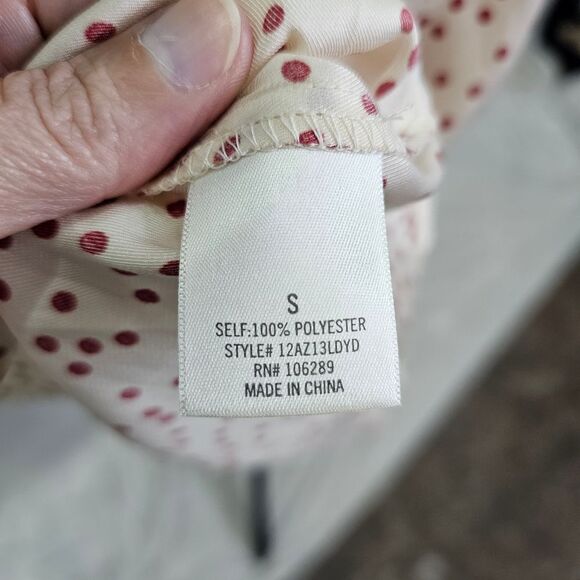 S
SELF:100% POLYESTER
STYLE# 12AZ13LDYD
RN# 106289
MADE IN CHINA